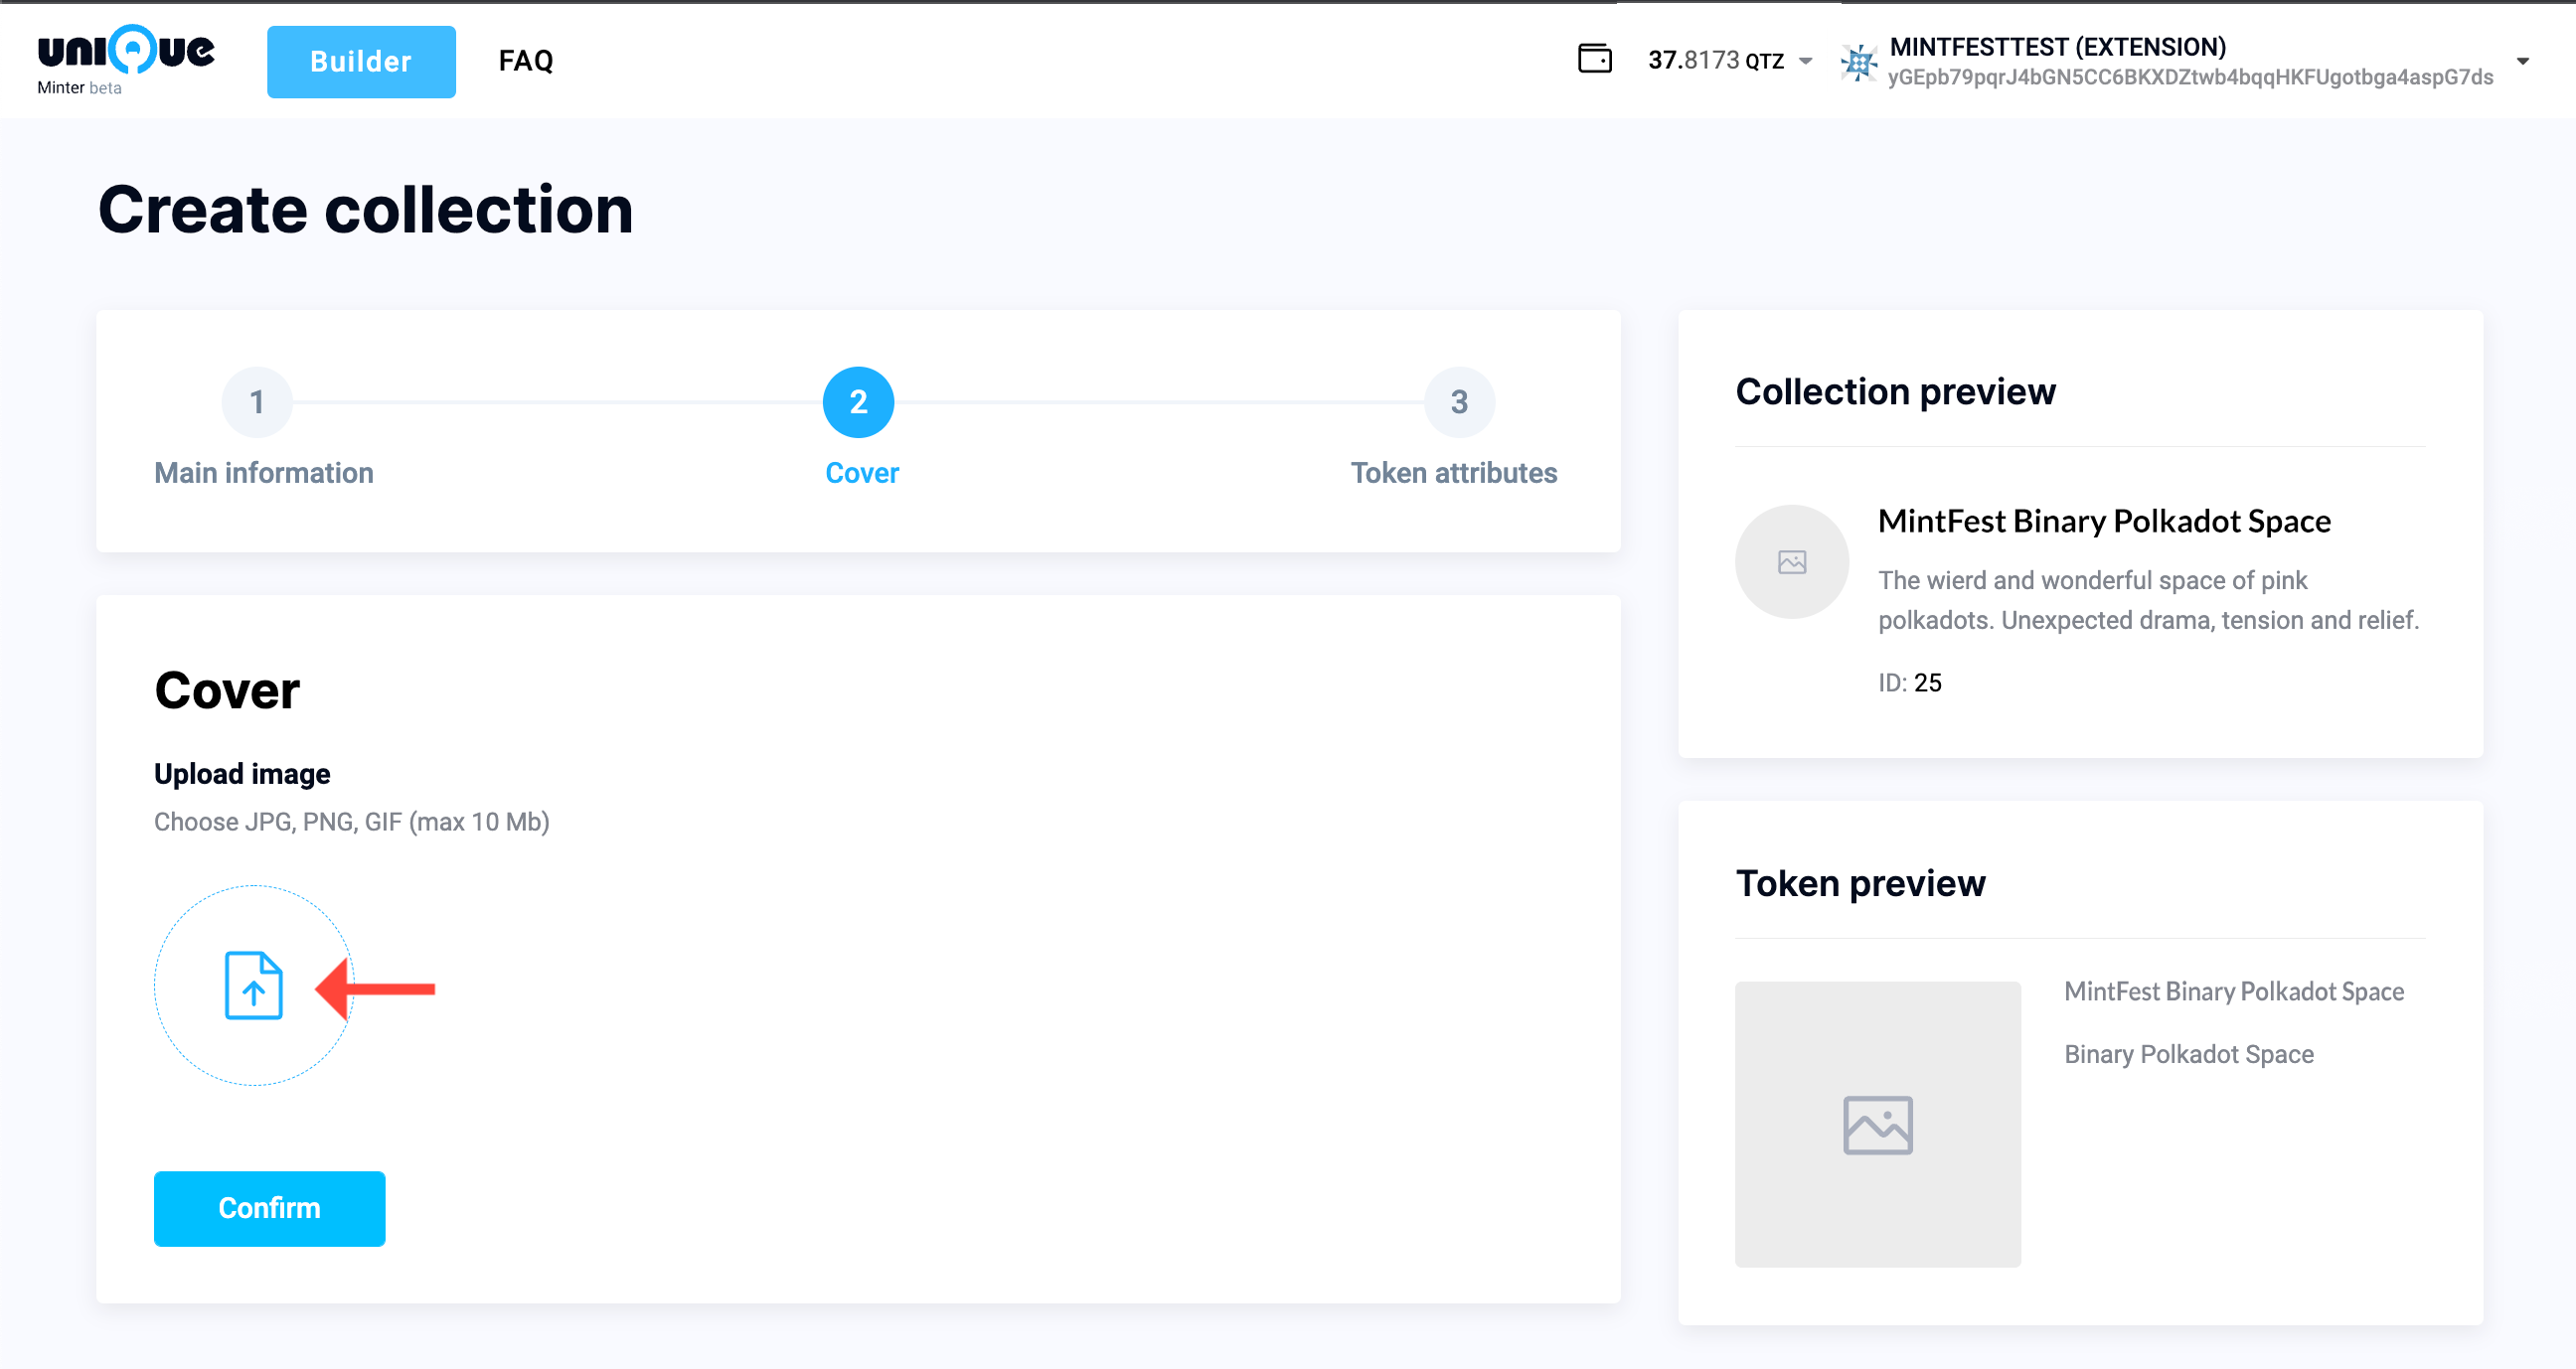 unique
Minter beta
Builder
FAQ
37.8173 QTZ
MINTFESTTEST (EXTENSION)
yGEpb79pqrJ4bGN5CC6BKXDZtwb4bqqHKFUgotbga4aspG7ds
Create collection
1
2
3
Main information
Cover
Token attributes
Cover
Upload image
Choose JPG, PNG, GIF (max 10 Mb)
Confirm
Collection preview
MintFest Binary Polkadot Space
The wierd and wonderful space of pink
polkadots. Unexpected drama, tension and relief.
ID: 25
Token preview
MintFest Binary Polkadot Space
Binary Polkadot Space